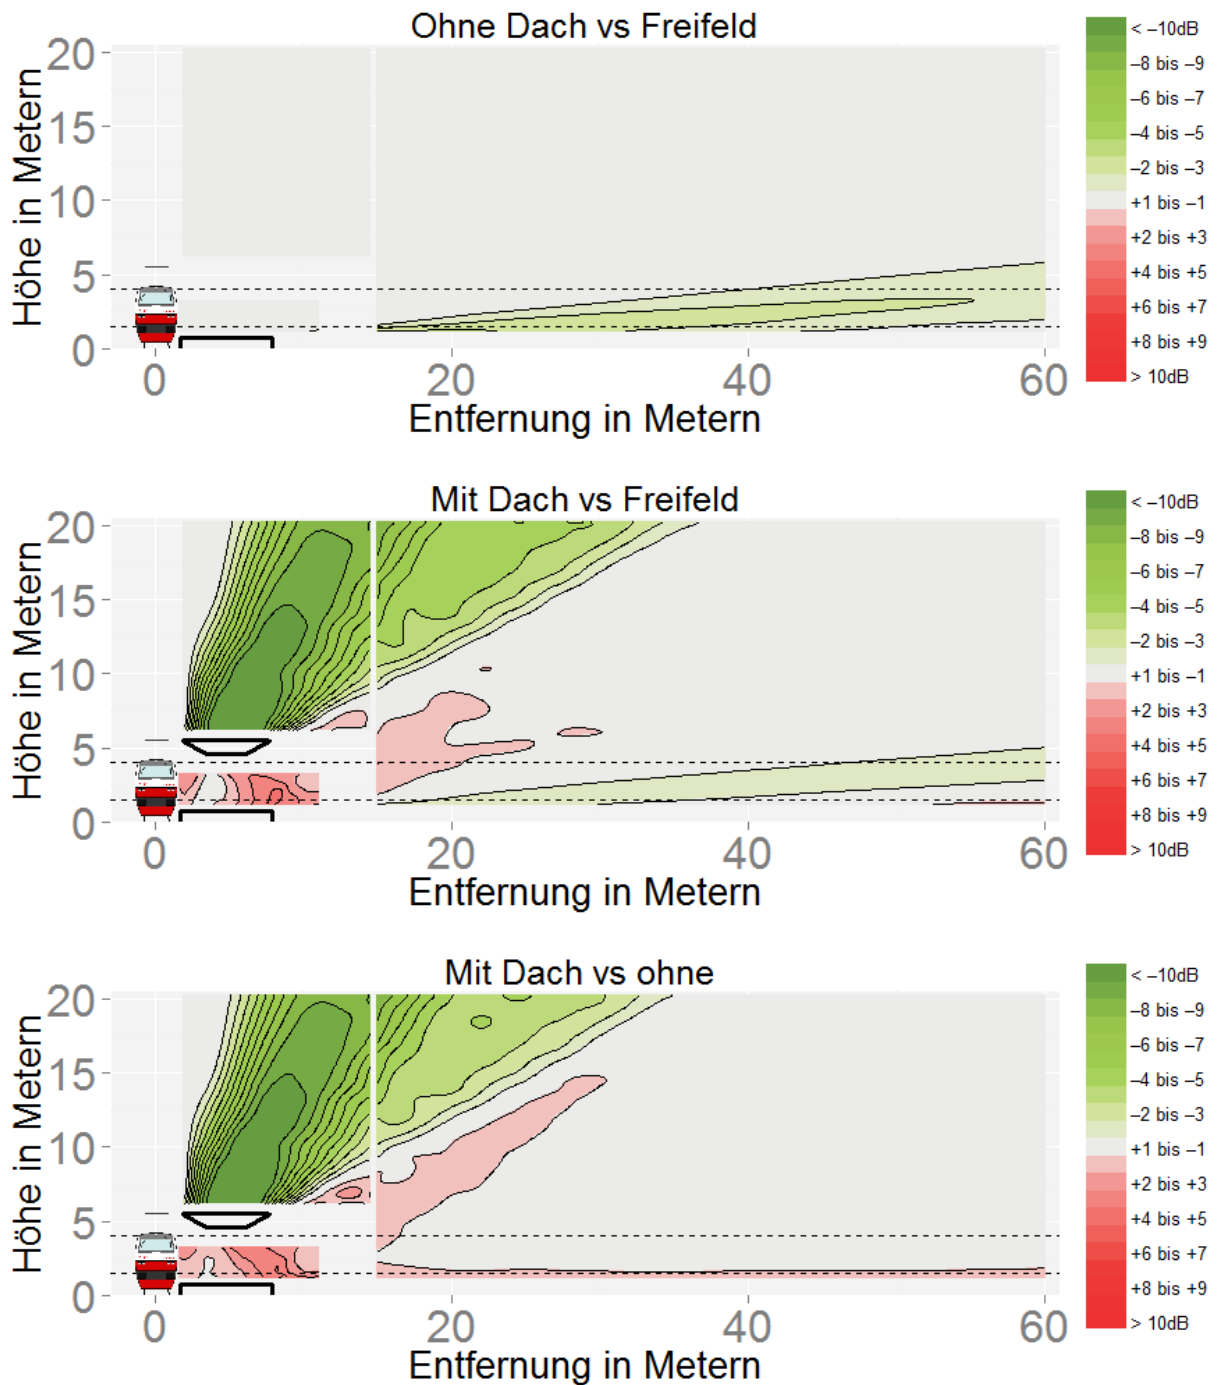 Ohne Dach vs Freifeld
Höhe in Metern
20
15
10
5
0
0 20 40 60
Entfernung in Metern
< –10dB
–8 bis –9
–6 bis –7
–4 bis –5
–2 bis –3
+1 bis –1
+2 bis +3
+4 bis +5
+6 bis +7
+8 bis +9
> 10dB
Mit Dach vs Freifeld
Höhe in Metern
20
15
10
5
0
0 20 40 60
Entfernung in Metern
< –10dB
–8 bis –9
–6 bis –7
–4 bis –5
–2 bis –3
+1 bis –1
+2 bis +3
+4 bis +5
+6 bis +7
+8 bis +9
> 10dB
Mit Dach vs ohne
Höhe in Metern
20
15
10
5
0
0 20 40 60
Entfernung in Metern
< –10dB
–8 bis –9
–6 bis –7
–4 bis –5
–2 bis –3
+1 bis –1
+2 bis +3
+4 bis +5
+6 bis +7
+8 bis +9
> 10dB